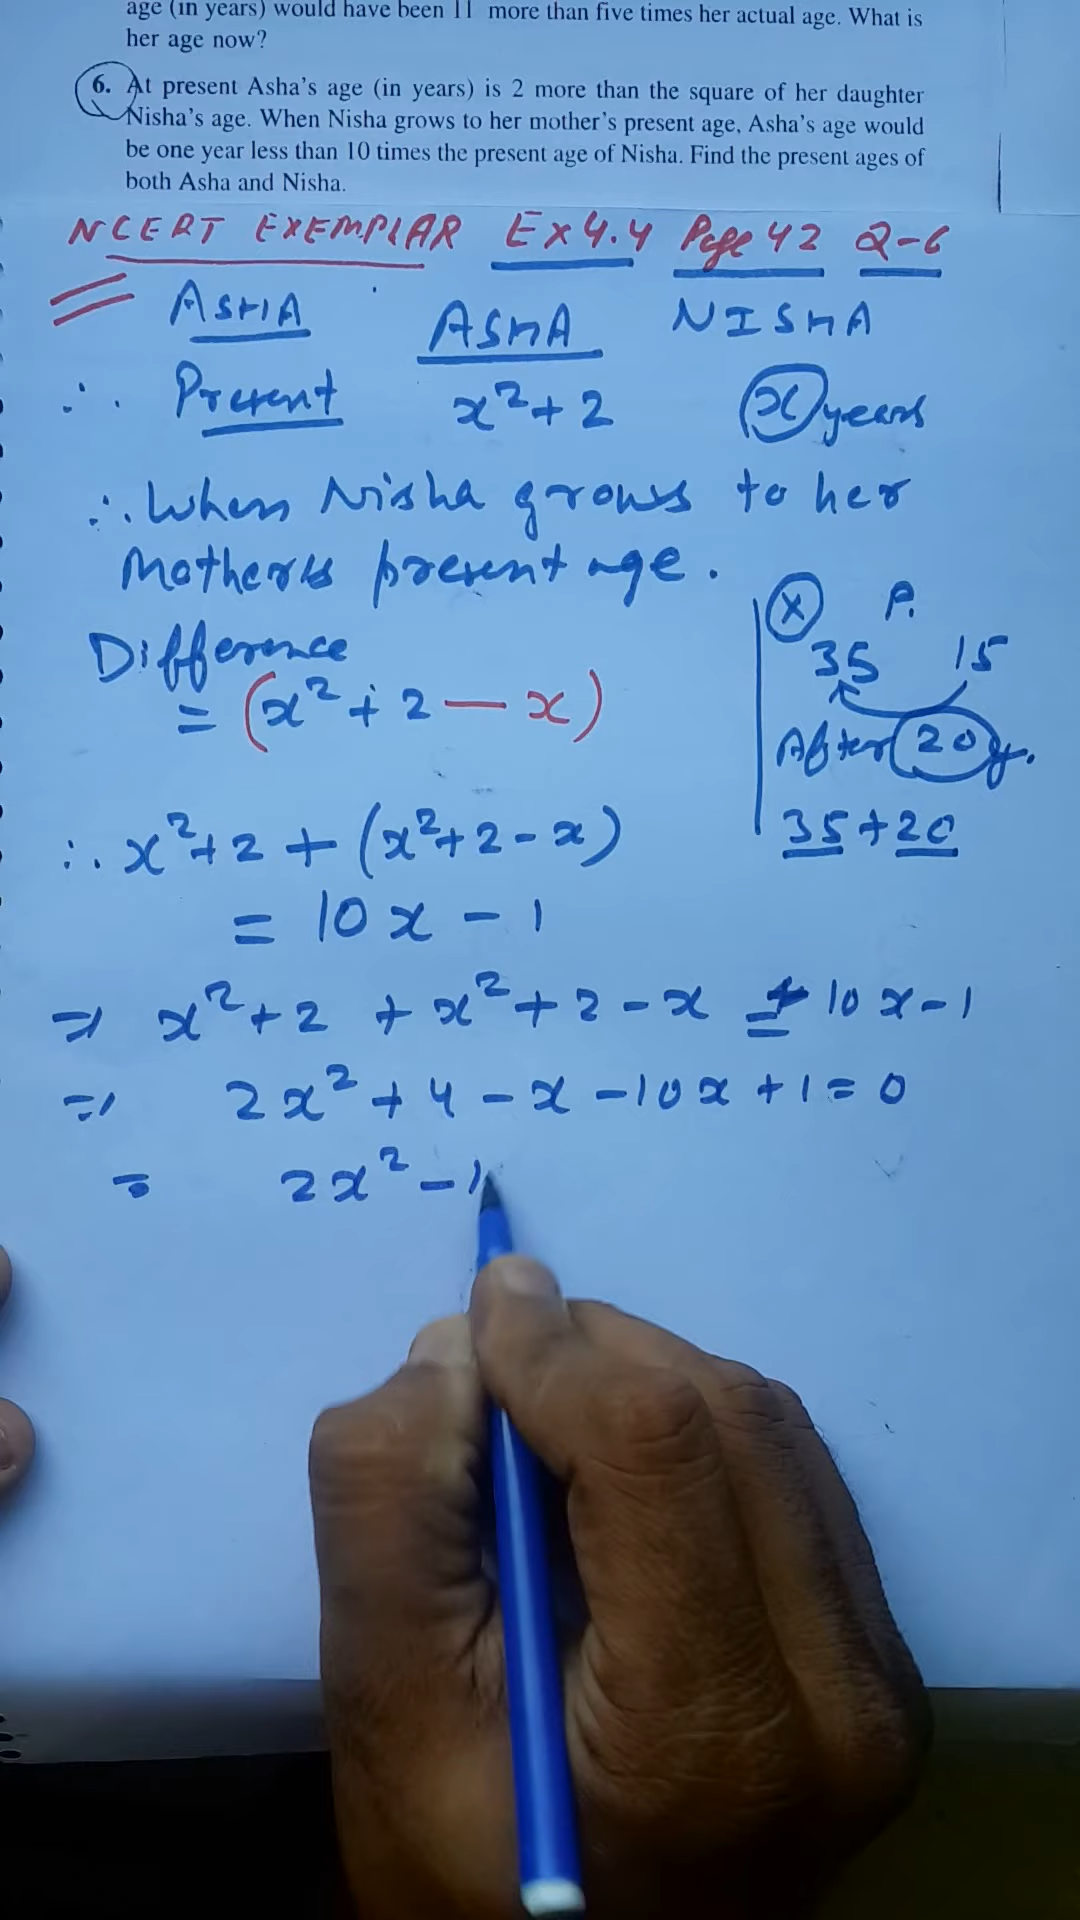 age (in years) would have been 11 more than five times her actual age. What is
her age now?
6. At present Asha's age (in years) is 2 more than the square of her daughter
Nisha's age. When Nisha grows to her mother's present age, Asha's age would
be one year less than 10 times the present age of Nisha. Find the present ages of
both Asha and Nisha.
NCERT EXEMPLAR Ex 4.4 Page 42 Q-6
ASHA ASHA NISHA
∴ Present x²+2 x years
∴ When Nisha grows to her
Mother's present age.
Difference
= (x²+2 - x)
X P.
35 15
After 20 y.
35+20
∴ x²+2 + (x²+2-x)
= 10x - 1
⇒ x²+2 + x²+2-x = 10x-1
⇒ 2x²+4-x-10x+1=0
= 2x²-1